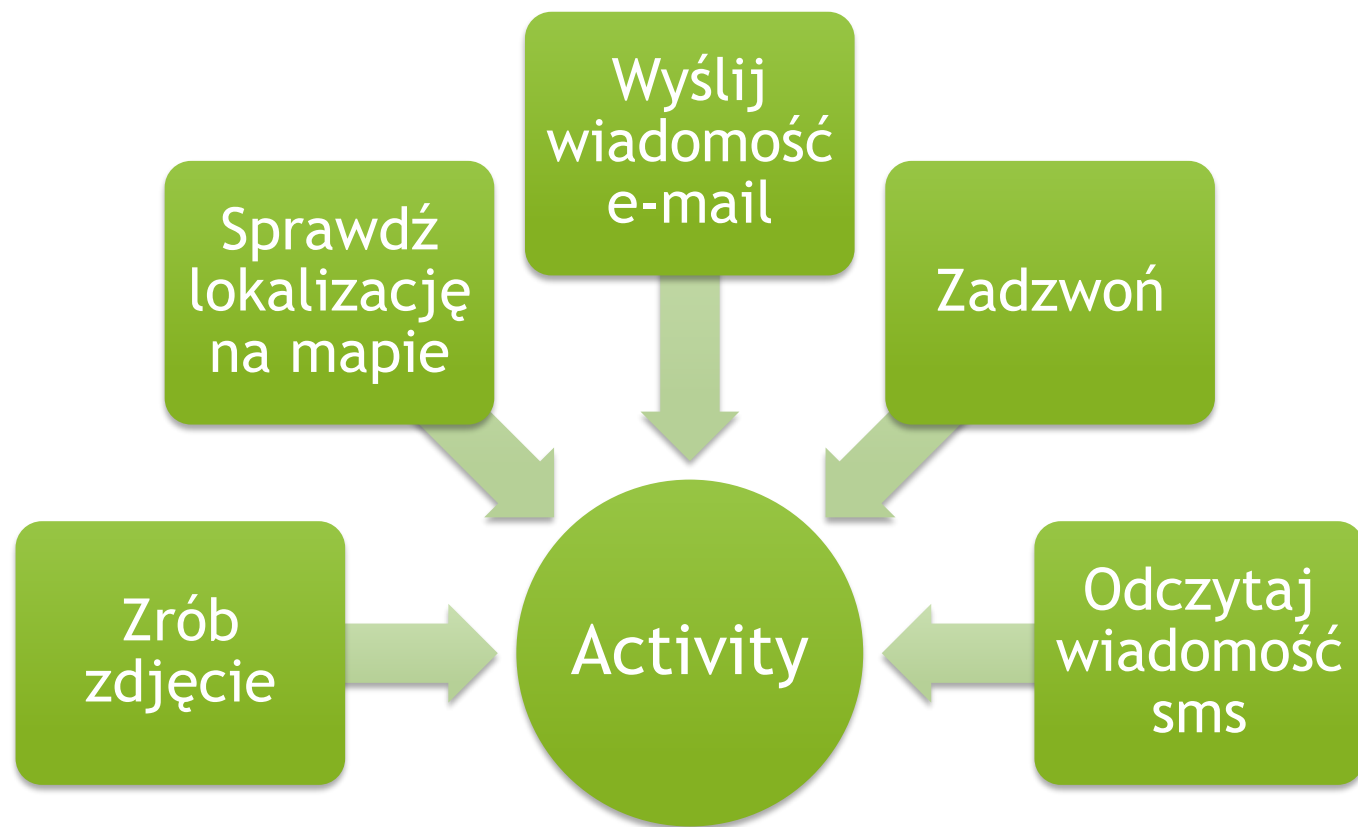 Wyślij
wiadomość
e-mail
Sprawdź
lokalizację
na mapie
Zadzwoń
Zrób
zdjęcie
Activity
Odczytaj
wiadomość
sms